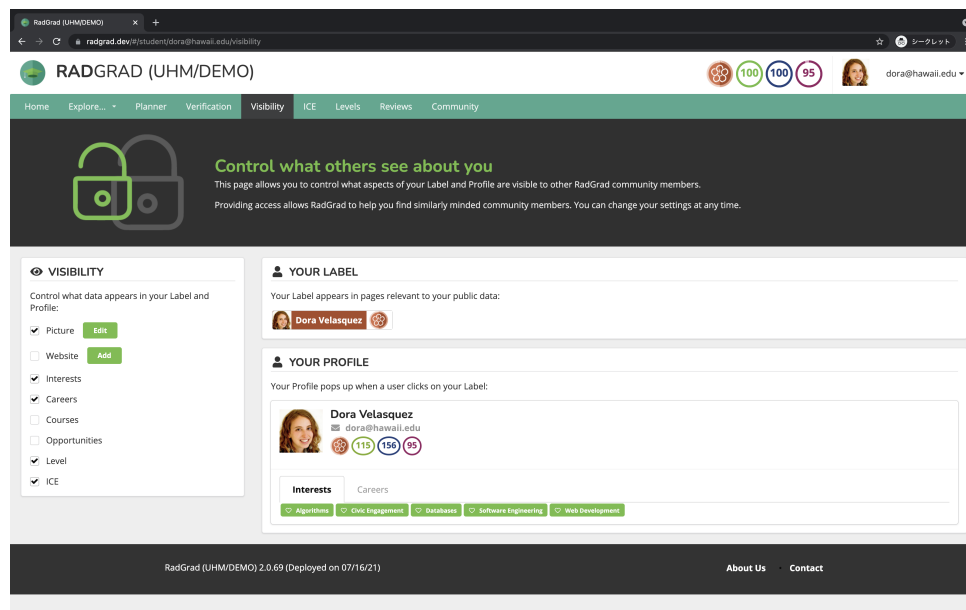 RadGrad (UHM/DEMO)
radgrad.dev/#/student/dora@hawaii.edu/visibility
シークレット
RADGRAD (UHM/DEMO)
100 100 95
dora@hawaii.edu
Home Explore... Planner Verification Visibility ICE Levels Reviews Community
Control what others see about you
This page allows you to control what aspects of your Label and Profile are visible to other RadGrad community members.
Providing access allows RadGrad to help you find similarly minded community members. You can change your settings at any time.
VISIBILITY
Control what data appears in your Label and
Profile:
Picture Edit
Website Add
Interests
Careers
Courses
Opportunities
Level
ICE
YOUR LABEL
Your Label appears in pages relevant to your public data:
Dora Velasquez
YOUR PROFILE
Your Profile pops up when a user clicks on your Label:
Dora Velasquez
dora@hawaii.edu
115 156 95
Interests Careers
Algorithms Civic Engagement Databases Software Engineering Web Development
RadGrad (UHM/DEMO) 2.0.69 (Deployed on 07/16/21)
About Us · Contact